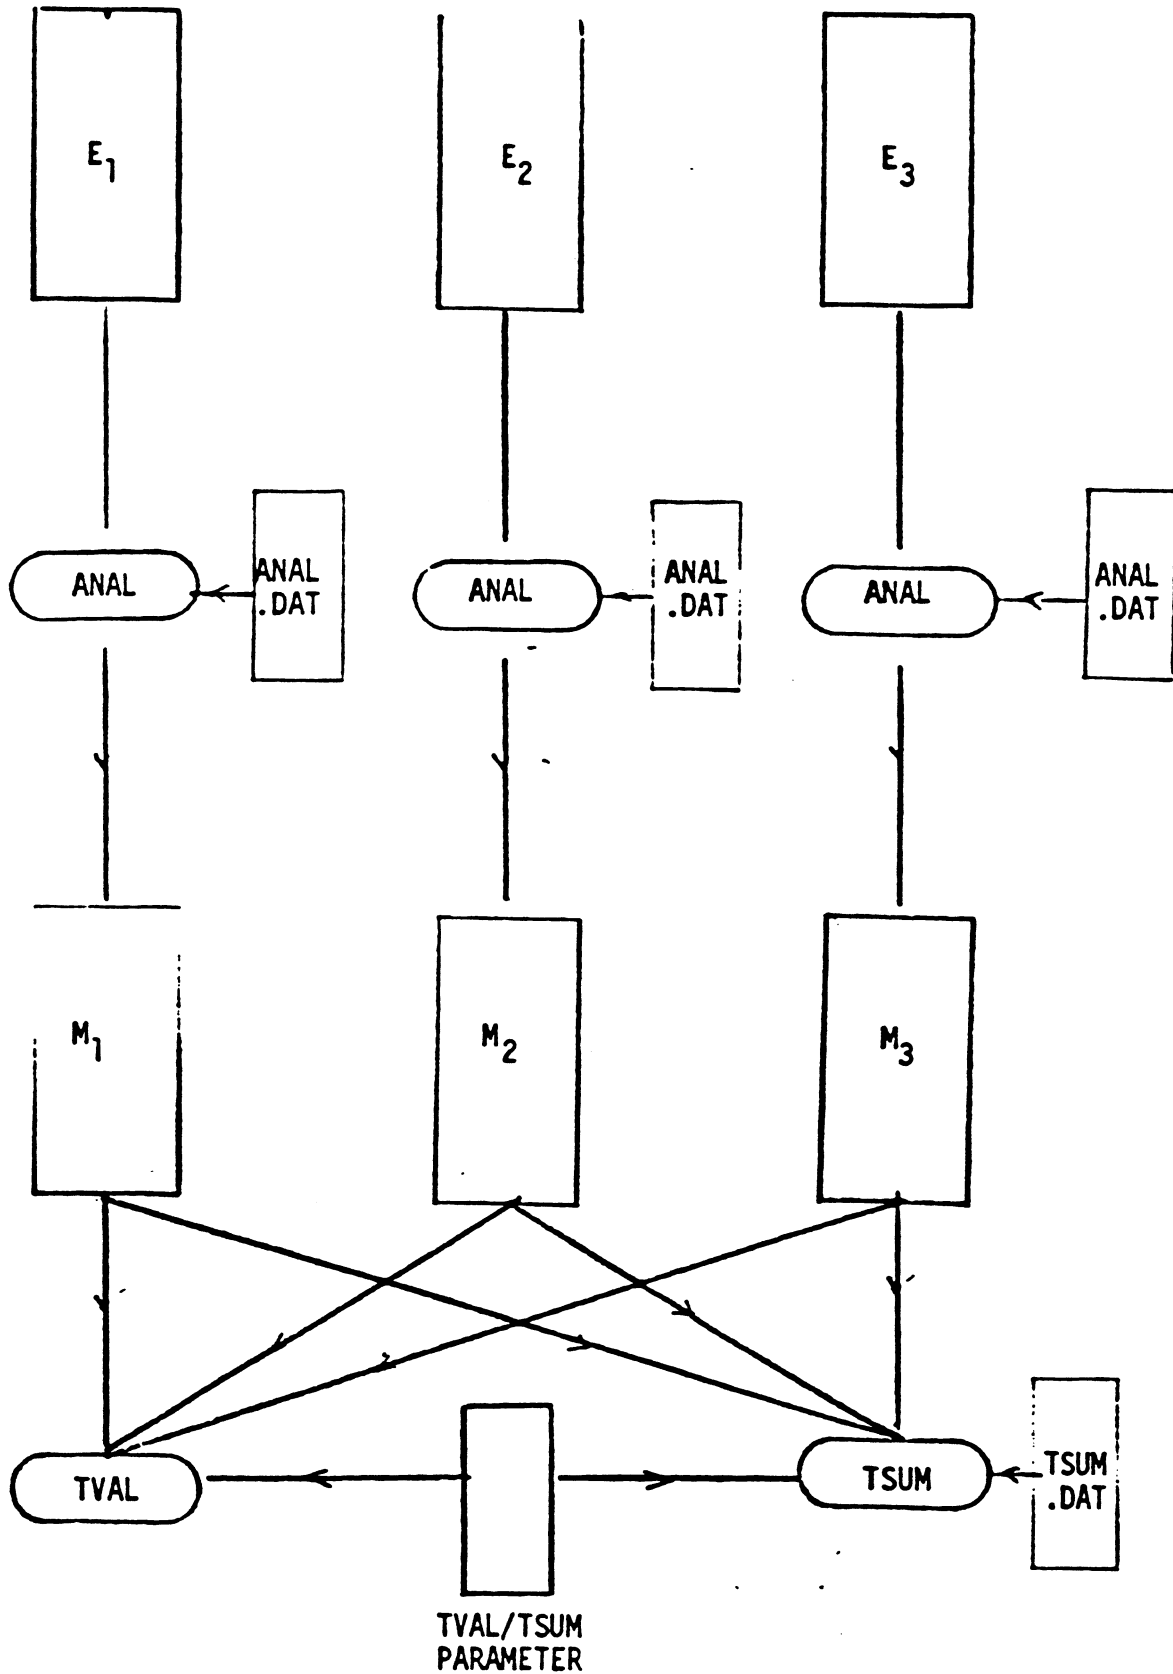 E1
E2
E3
ANAL
ANAL
.DAT
ANAL
ANAL
.DAT
ANAL
ANAL
.DAT
M1
M2
M3
TVAL
TSUM
TSUM
.DAT
TVAL/TSUM
PARAMETER